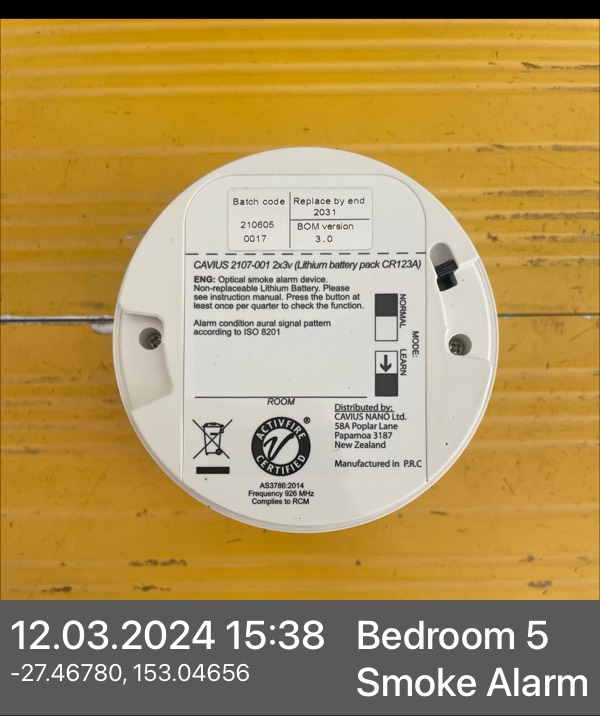 Batch code
210605
0017
Replace by end
2031
BOM version
3.0
CAVIUS 2107-001 2x3v (Lithium battery pack CR123A)
ENG: Optical smoke alarm device.
Non-replaceable Lithium Battery. Please
see instruction manual. Press the button at
least once per quarter to check the function.
Alarm condition aural signal pattern
according to ISO 8201
NORMAL
MODE:
LEARN
ROOM
ACTIVFIRE
®
CERTIFIED
Distributed by:
CAVIUS NANO Ltd.
58A Poplar Lane
Papamoa 3187
New Zealand
Manufactured in P.R.C
AS3786:2014
Frequency 926 MHz
Complies to RCM
12.03.2024 15:38
-27.46780, 153.04656
Bedroom 5
Smoke Alarm